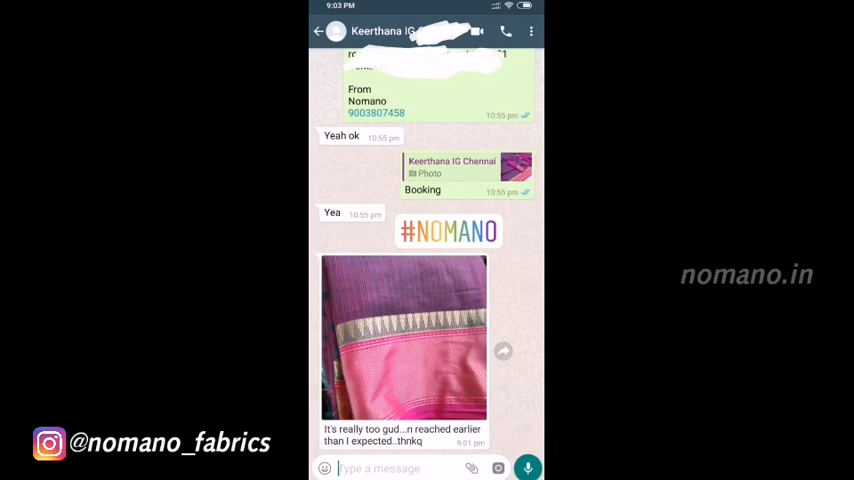 9:03 PM
Keerthana IG
From
Nomano
9003807458
10:55 pm
Yeah ok 10:55 pm
Keerthana IG Chennai
Photo
Booking
10:55 pm
Yea 10:55 pm
#NOMANO
nomano.in
It's really too gud...n reached earlier
than I expected..thnkq
9:01 pm
@nomano_fabrics
Type a message